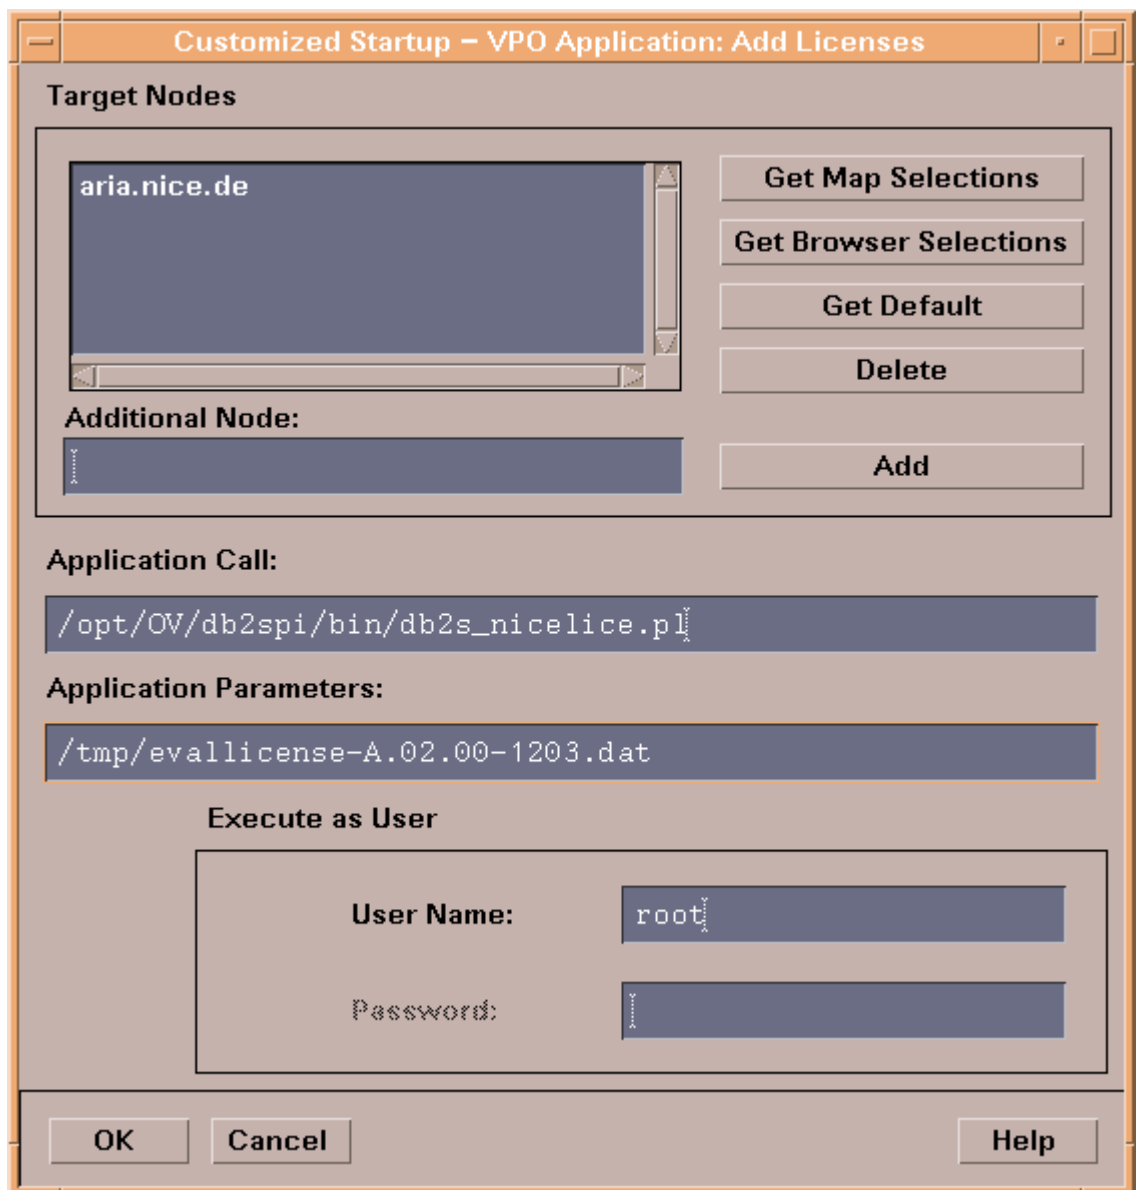 Customized Startup – VPO Application: Add Licenses
Target Nodes
aria.nice.de
Get Map Selections
Get Browser Selections
Get Default
Delete
Additional Node:
Add
Application Call:
/opt/OV/db2spi/bin/db2s_nicelice.pl
Application Parameters:
/tmp/evallicense-A.02.00-1203.dat
Execute as User
User Name:
root
Password:
OK
Cancel
Help